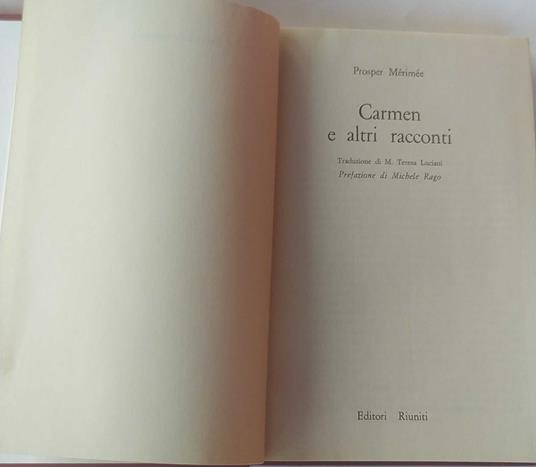 Prosper Mérimée
Carmen
e altri racconti
Traduzione di M. Teresa Luciani
Prefazione di Michele Rago
Editori Riuniti